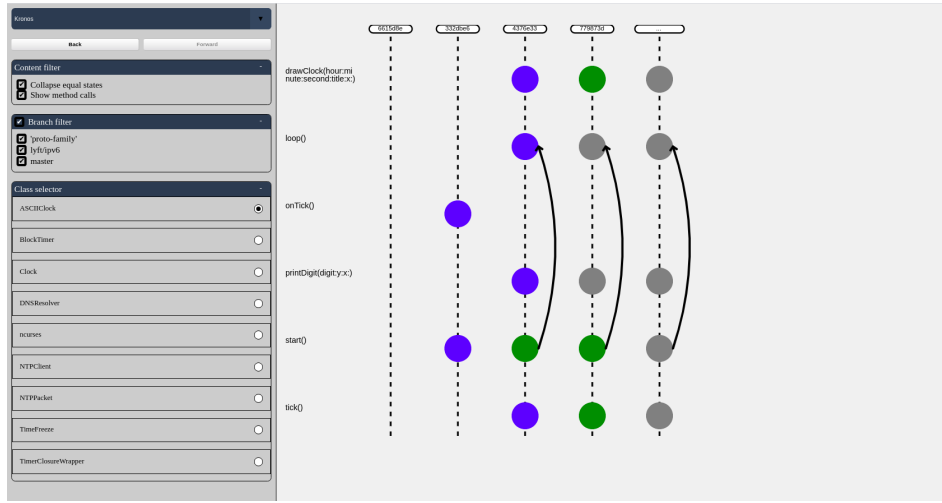 Kronos
Back
Forward
Content filter
-
Collapse equal states
Show method calls
Branch filter
-
'proto-family'
lyft/ipv6
master
Class selector
-
ASCIIClock
BlockTimer
Clock
DNSResolver
ncurses
NTPClient
NTPPacket
TimeFreeze
TimerClosureWrapper
6615d8e
332dbe6
4376e33
779873d
...
drawClock(hour:mi
nute:second:title:x:)
loop()
onTick()
printDigit(digit:y:x:)
start()
tick()